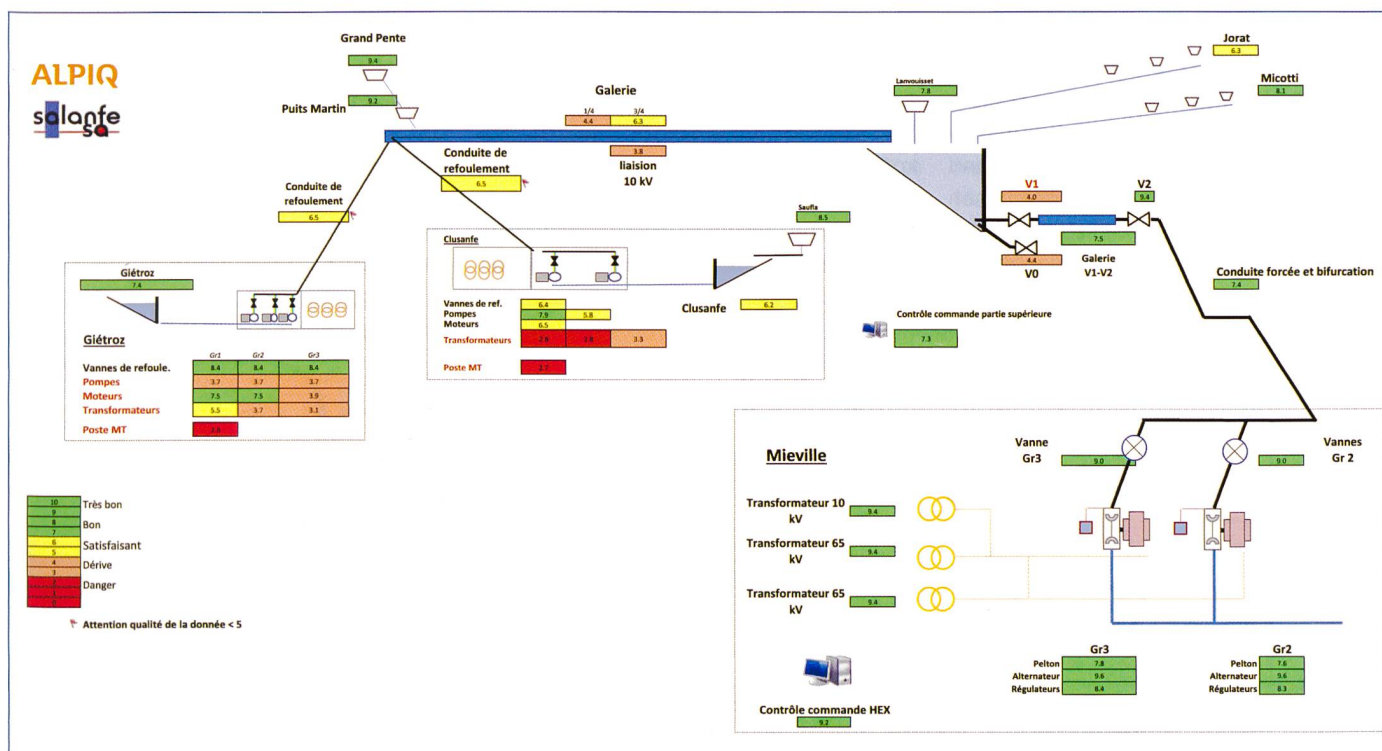 ALPIQ
salanfe
sa
Grand Pente
9.4
Puits Martin
9.2
Galerie
1/4 3/4
4.4 6.3
3.8
liaision
10 kV
Lanvouisset
7.8
Jorat
6.3
Micotti
8.1
Conduite de
refoulement
6.5
Conduite de
refoulement
6.5
V1
4.0
V2
9.4
4.4
V0
7.5
Galerie
V1-V2
Conduite forcée et bifurcation
7.4
Saufla
8.5
Clusanfe
Clusanfe
6.2
Vannes de ref. 6.4
Pompes 7.9 5.8
Moteurs 6.5
Transformateurs 2.8 2.8 3.5
Poste MT 2.7
Contrôle commande partie supérieure
7.3
Giétroz
7.4
Giétroz
Gr1 Gr2 Gr3
Vannes de refoule. 8.4 8.4 8.4
Pompes 3.7 3.7 3.7
Moteurs 7.5 7.5 3.9
Transformateurs 5.5 3.7 3.1
Poste MT
10 Très bon
9
8 Bon
7
6 Satisfaisant
5
4 Dérive
3
Danger
Attention qualité de la donnée < 5
Mieville
Vanne
Gr3
9.0
Vannes
Gr 2
9.0
Transformateur 10
kV
9.4
Transformateur 65
kV
9.4
Transformateur 65
kV
9.4
Contrôle commande HEX
9.2
Gr3
Pelton 7.8
Alternateur 9.6
Régulateurs 8.4
Gr2
Pelton 7.6
Alternateur 9.6
Régulateurs 8.3